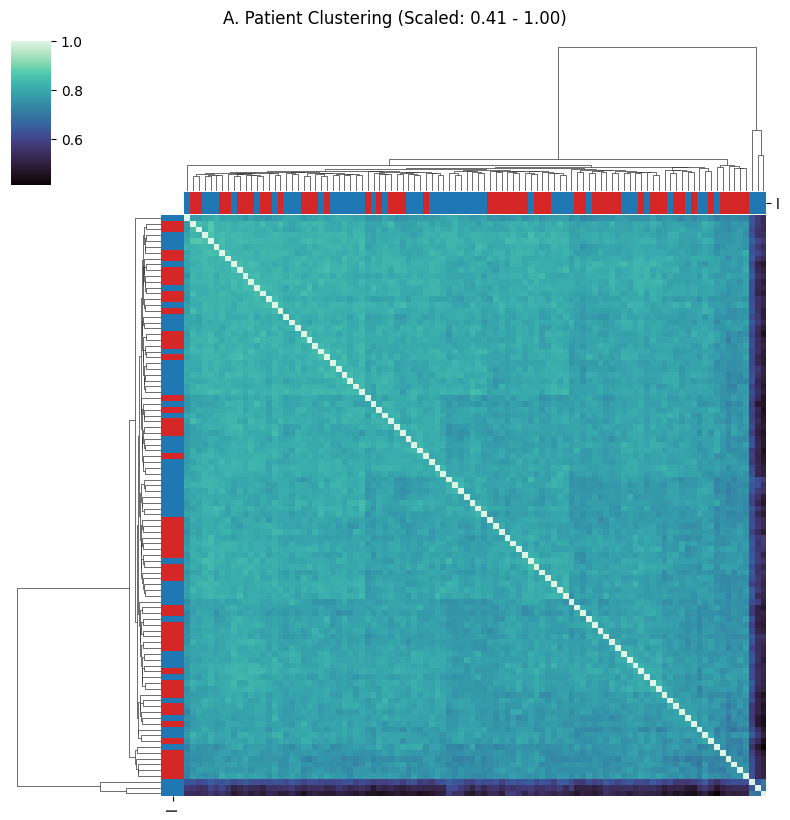 A. Patient Clustering (Scaled: 0.41 - 1.00)
1.0
0.8
0.6
I
I